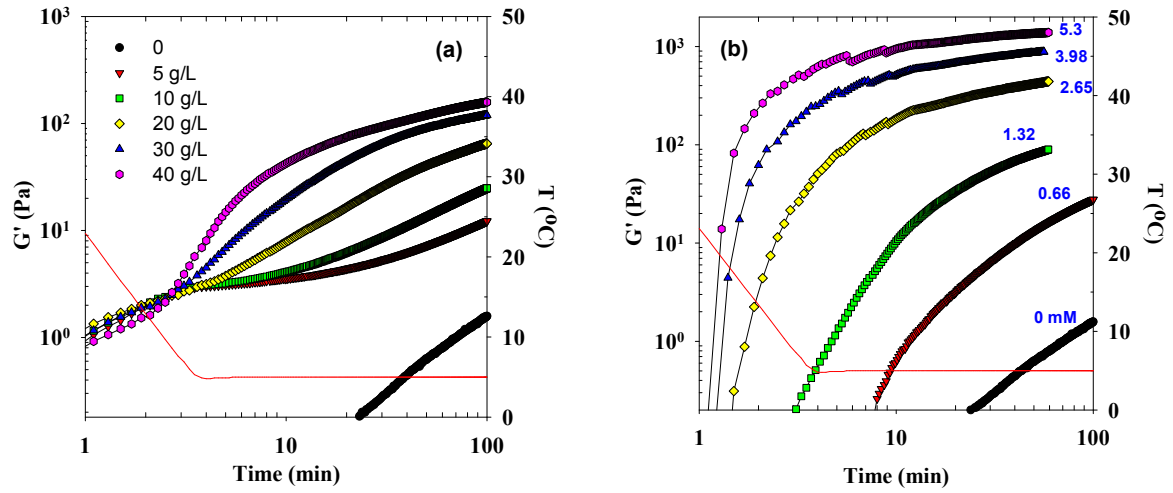 (a)
0
5 g/L
10 g/L
20 g/L
30 g/L
40 g/L
10³
10²
10¹
10⁰
G' (Pa)
50
40
30
20
10
0
T (⁰C)
1
10
100
Time (min)
(b)
5.3
3.98
2.65
1.32
0.66
0 mM
10³
10²
10¹
10⁰
G' (Pa)
50
40
30
20
10
0
T (⁰C)
1
10
100
Time (min)